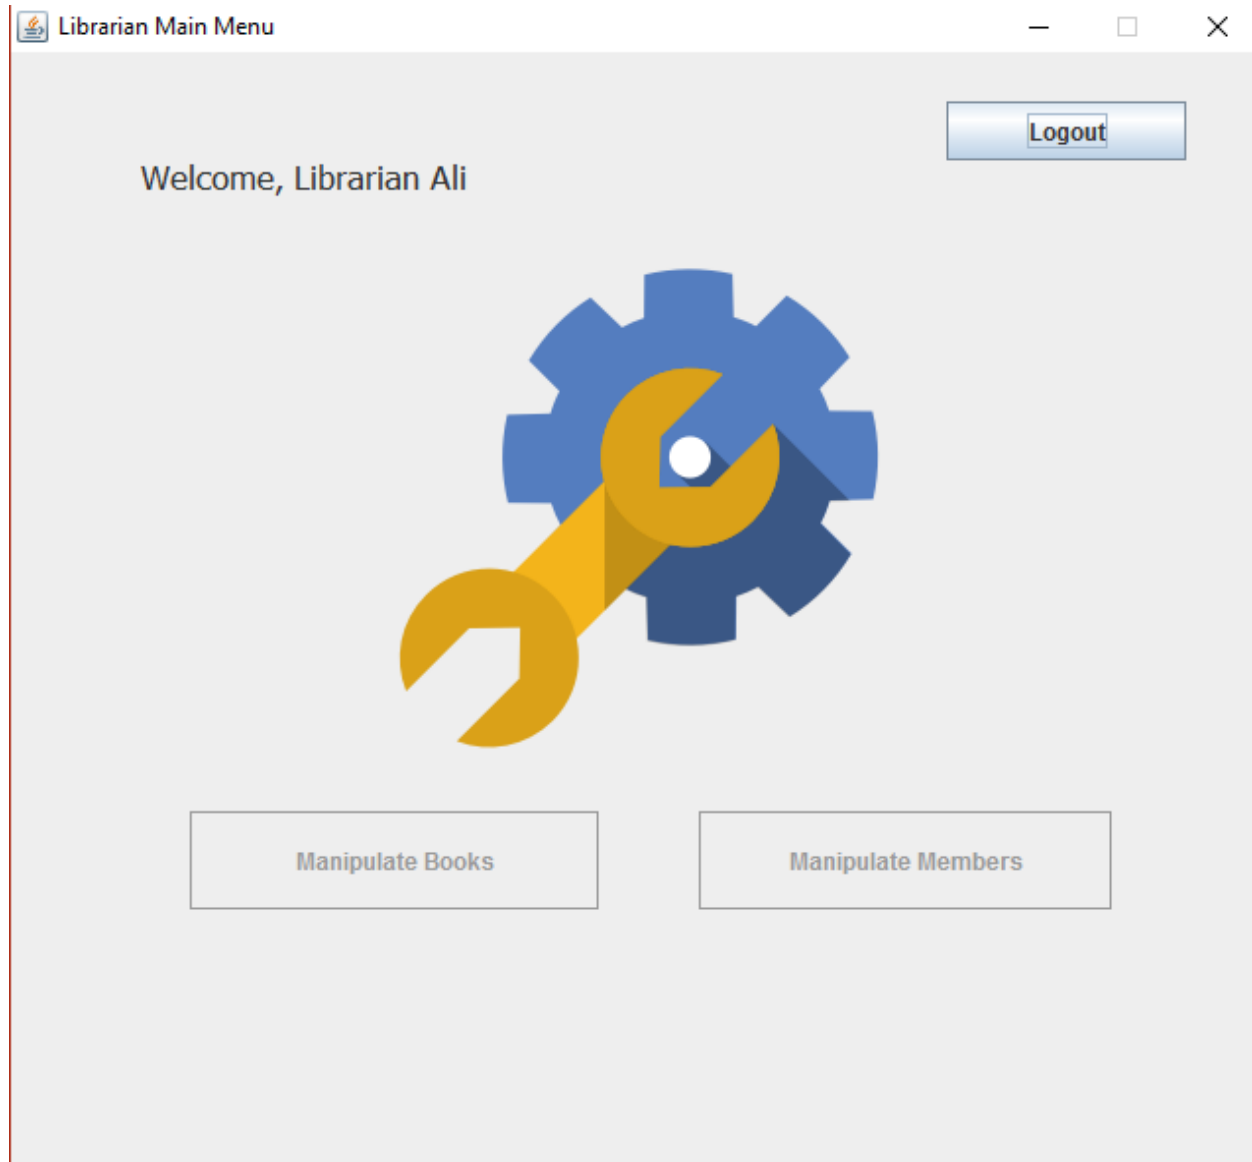 Librarian Main Menu
Logout
Welcome, Librarian Ali
Manipulate Books
Manipulate Members